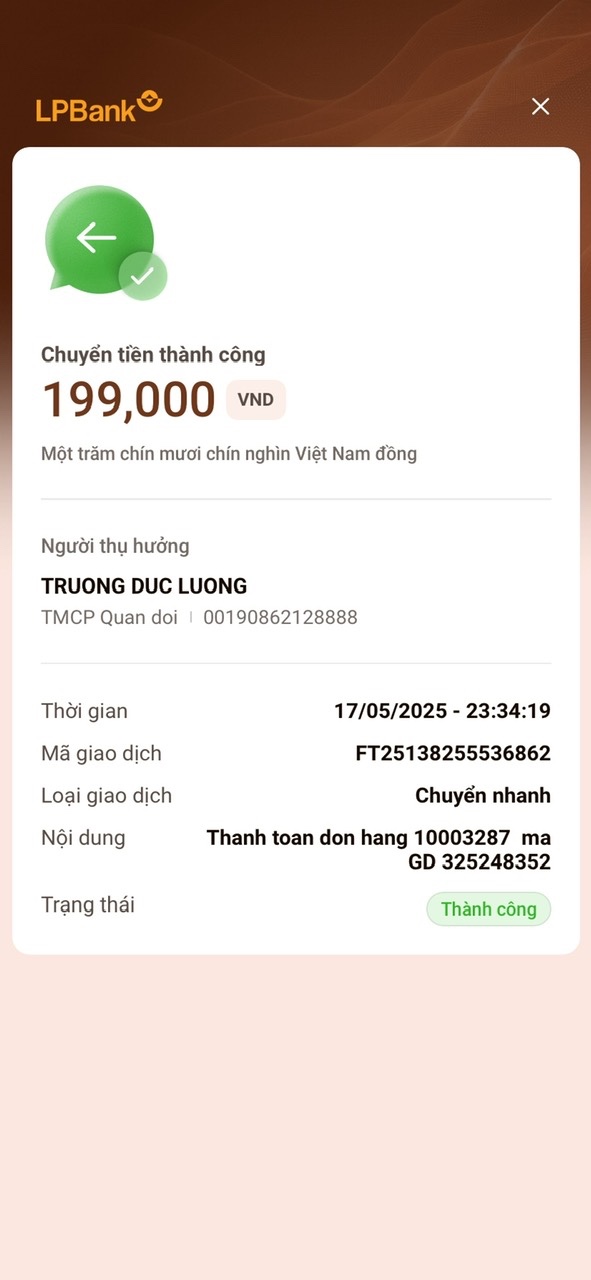 LPBank
Chuyển tiền thành công
199,000 VND
Một trăm chín mươi chín nghìn Việt Nam đồng
Người thụ hưởng
TRUONG DUC LUONG
TMCP Quan doi | 00190862128888
Thời gian 17/05/2025 - 23:34:19
Mã giao dịch FT25138255536862
Loại giao dịch Chuyển nhanh
Nội dung Thanh toan don hang 10003287  ma
GD 325248352
Trạng thái Thành công